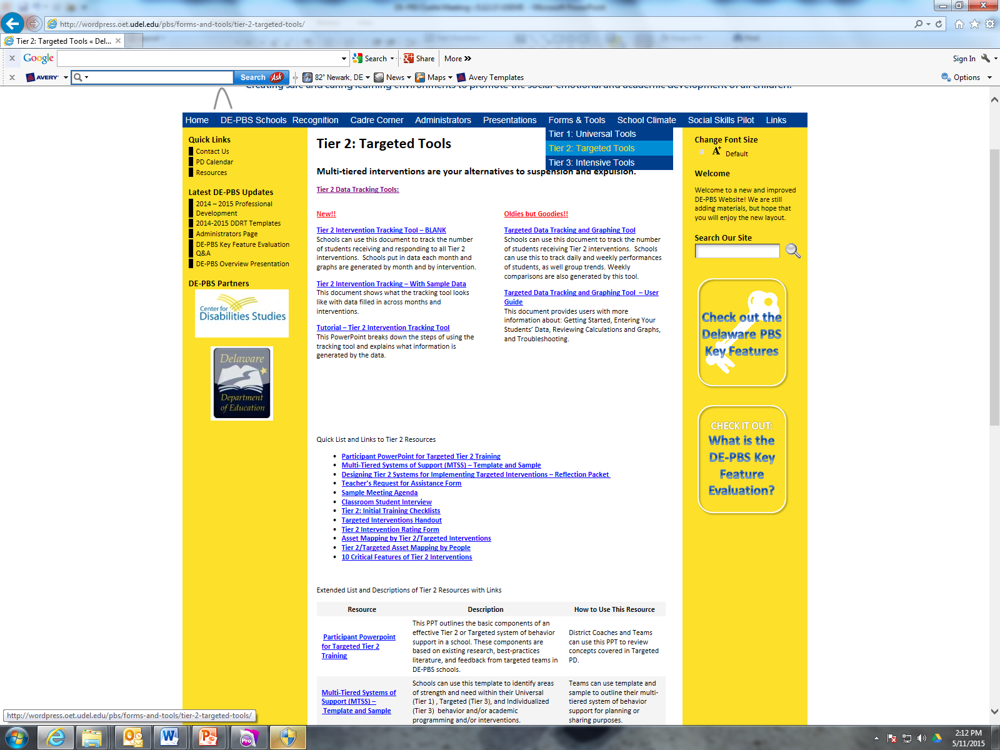 http://wordpress.oet.udel.edu/pbs/forms-and-tools/tier-2-targeted-tools/
Tier 2: Targeted Tools « Del...
Google
Search
Share
More »
Sign In
AVERY
Search Ask
82° Newark, DE
News
Maps
Avery Templates
Options
Creating safe and caring learning environments to promote the social-emotional and academic development of all children.
Home DE-PBS Schools Recognition Cadre Corner Administrators Presentations Forms & Tools School Climate Social Skills Pilot Links
Tier 1: Universal Tools
Tier 2: Targeted Tools
Tier 3: Intensive Tools
Quick Links
Contact Us
PD Calendar
Resources
Latest DE-PBS Updates
2014 – 2015 Professional
Development
2014-2015 DDRT Templates
Administrators Page
DE-PBS Key Feature Evaluation
Q&A
DE-PBS Overview Presentation
DE-PBS Partners
Center for
Disabilities Studies
Delaware
Department
of Education
Tier 2: Targeted Tools
Multi-tiered interventions are your alternatives to suspension and expulsion.
Tier 2 Data Tracking Tools:
New!!
Tier 2 Intervention Tracking Tool – BLANK
Schools can use this document to track the number
of students receiving and responding to all Tier 2
interventions.  Schools put in data each month and
graphs are generated by month and by intervention.
Tier 2 Intervention Tracking – With Sample Data
This document shows what the tracking tool looks
like with data filled in across months and
interventions.
Tutorial – Tier 2 Intervention Tracking Tool
This PowerPoint breaks down the steps of using the
tracking tool and explains what information is
generated by the data.
Oldies but Goodies!!
Targeted Data Tracking and Graphing Tool
Schools can use this document to track the number
of students receiving Tier 2 interventions.  Schools
can use this to track daily and weekly performances
of students, as well group trends. Weekly
comparisons are also generated by this tool.
Targeted Data Tracking and Graphing Tool  – User
Guide
This document provides users with more
information about: Getting Started, Entering Your
Students’ Data, Reviewing Calculations and Graphs,
and Troubleshooting.
Quick List and Links to Tier 2 Resources
Participant PowerPoint for Targeted Tier 2 Training
Multi-Tiered Systems of Support (MTSS) – Template and Sample
Designing Tier 2 Systems for Implementing Targeted Interventions – Reflection Packet
Teacher’s Request for Assistance Form
Sample Meeting Agenda
Classroom Student Interview
Tier 2: Initial Training Checklists
Targeted Interventions Handout
Tier 2 Intervention Rating Form
Asset Mapping by Tier 2/Targeted Interventions
Tier 2/Targeted Asset Mapping by People
10 Critical Features of Tier 2 Interventions
Extended List and Descriptions of Tier 2 Resources with Links
Resource Description How to Use This Resource
Participant Powerpoint
for Targeted Tier 2
Training
This PPT outlines the basic components of an
effective Tier 2 or Targeted system of behavior
support in a school. These components are
based on existing research, best-practices
literature, and feedback from targeted teams in
DE-PBS schools.
District Coaches and Teams
can use this PPT to review
concepts covered in Targeted
PD.
Multi-Tiered Systems of
Support (MTSS) –
Template and Sample
Schools can use this template to identify areas
of strength and need within their Universal
(Tier 1) , Targeted (Tier 3), and Individualized
(Tier 3)  behavior and/or academic
programming and/or interventions.
Teams can use template and
sample to outline their multi-
tiered system of behavior
support for planning or
sharing purposes.
Change Font Size
a A+ Default
Welcome
Welcome to a new and improved
DE-PBS Website! We are still
adding materials, but hope that
you will enjoy the new layout.
Search Our Site
Check out the
Delaware PBS
Key Features
CHECK IT OUT:
What is the
DE-PBS Key
Feature
Evaluation?
http://wordpress.oet.udel.edu/pbs/forms-and-tools/tier-2-targeted-tools/
Pro
2:12 PM
5/11/2015